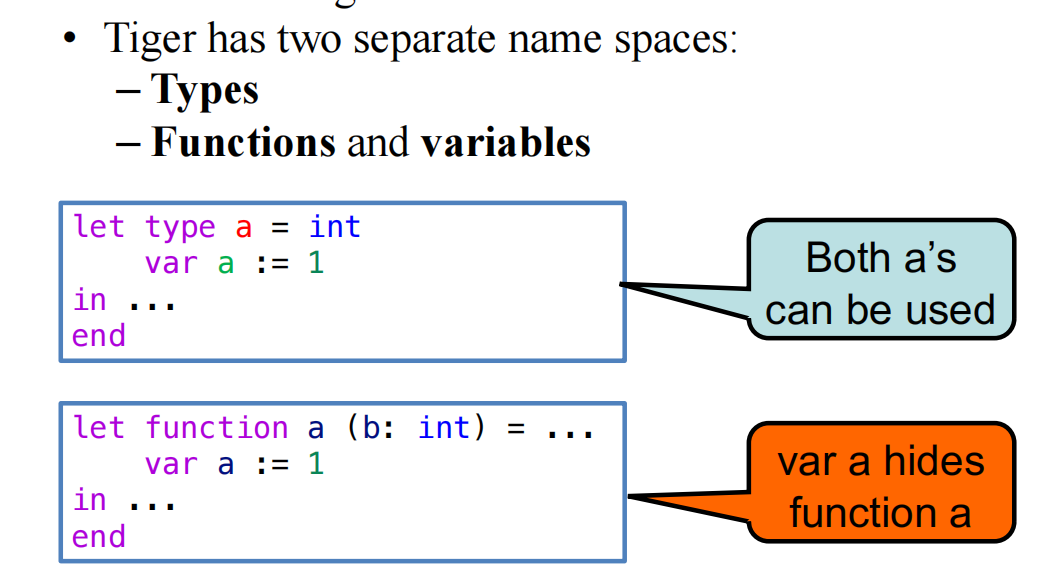 • Tiger has two separate name spaces:
– Types
– Functions and variables
let type a = int
    var a := 1
in ...
end
Both a’s
can be used
let function a (b: int) = ...
    var a := 1
in ...
end
var a hides
function a